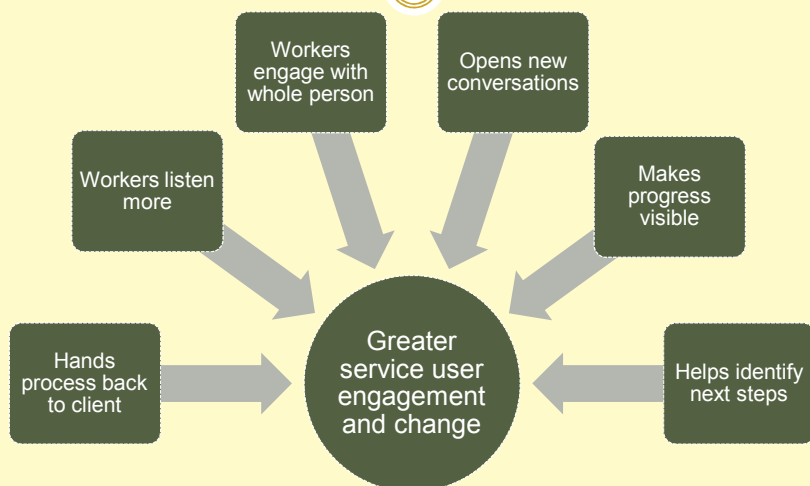 Workers
engage with
whole person
Opens new
conversations
Workers listen
more
Makes
progress
visible
Hands
process back
to client
Greater
service user
engagement
and change
Helps identify
next steps